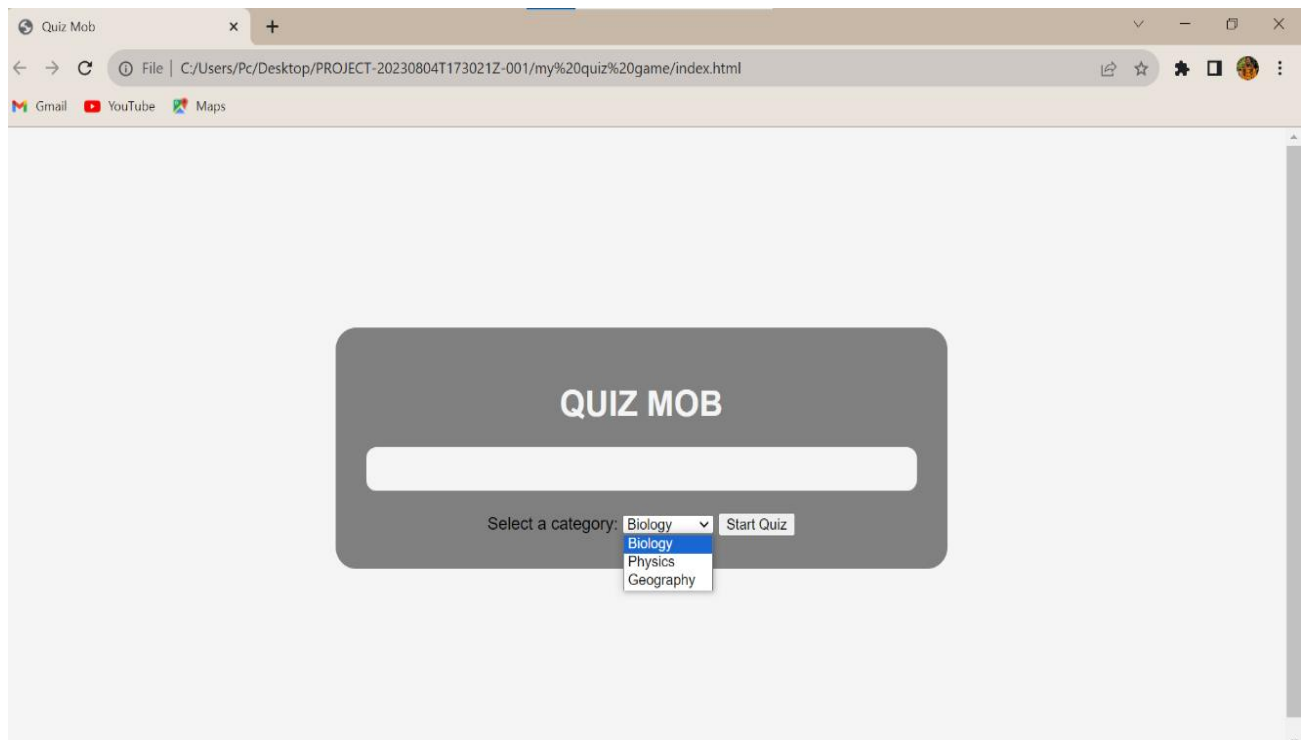 Quiz Mob
File | C:/Users/Pc/Desktop/PROJECT-20230804T173021Z-001/my%20quiz%20game/index.html
Gmail YouTube Maps
QUIZ MOB
Select a category: Biology Start Quiz
Biology
Physics
Geography